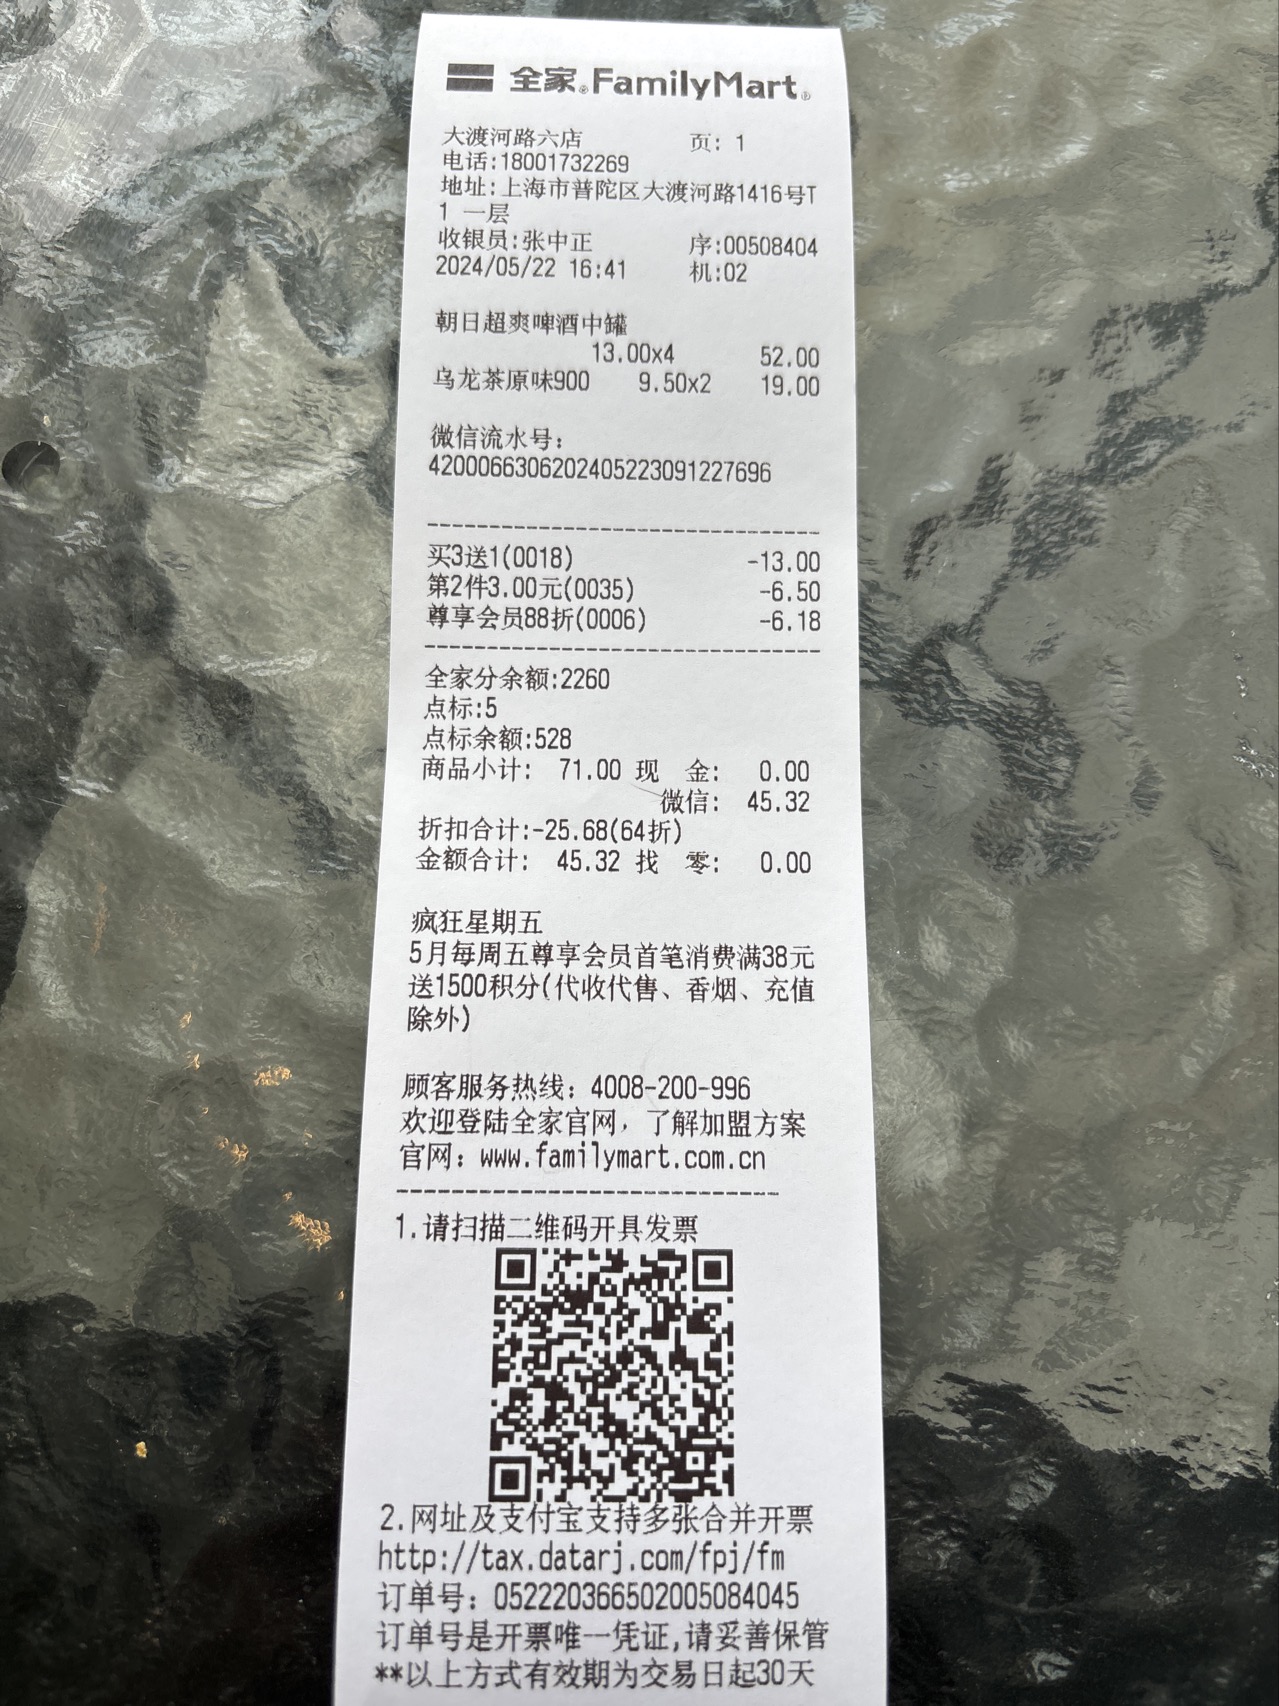 全家®FamilyMart®
大渡河路六店 页: 1
电话:18001732269
地址:上海市普陀区大渡河路1416号T
1 一层
收银员:张中正 序:00508404
2024/05/22 16:41 机:02
朝日超爽啤酒中罐
13.00x4 52.00
乌龙茶原味900 9.50x2 19.00
微信流水号:
4200066306202405223091227696
买3送1(0018) -13.00
第2件3.00元(0035) -6.50
尊享会员88折(0006) -6.18
全家分余额:2260
点标:5
点标余额:528
商品小计: 71.00 现 金: 0.00
微信: 45.32
折扣合计:-25.68(64折)
金额合计: 45.32 找 零: 0.00
疯狂星期五
5月每周五尊享会员首笔消费满38元
送1500积分(代收代售、香烟、充值
除外)
顾客服务热线: 4008-200-996
欢迎登陆全家官网，了解加盟方案
官网: www.familymart.com.cn
1.请扫描二维码开具发票
2.网址及支付宝支持多张合并开票
http://tax.datarj.com/fpj/fm
订单号: 052220366502005084045
订单号是开票唯一凭证,请妥善保管
**以上方式有效期为交易日起30天